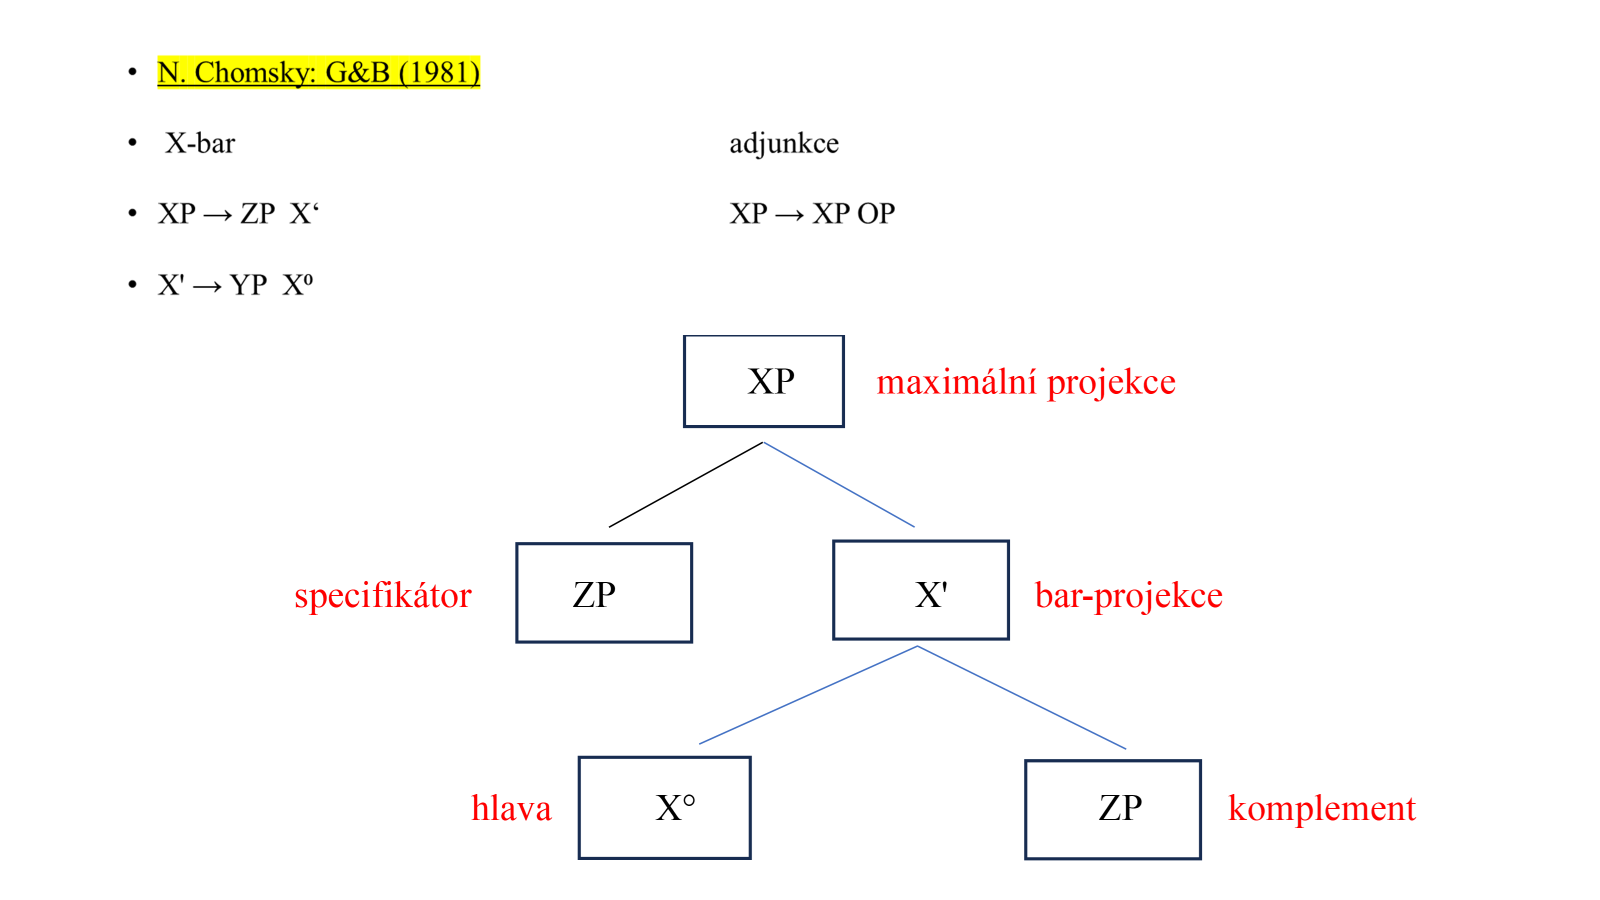 • N. Chomsky: G&B (1981)
• X-bar adjunkce
• XP → ZP X‘ XP → XP OP
• X' → YP X⁰
XP maximální projekce
specifikátor ZP X' bar-projekce
hlava X° ZP komplement